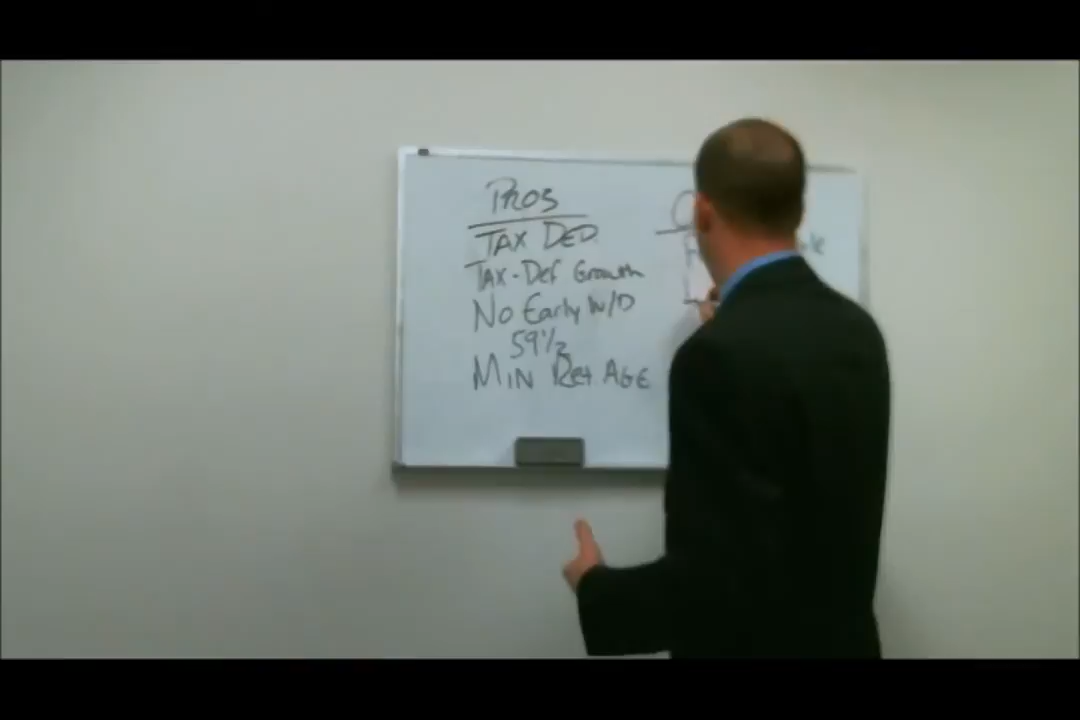 PROS
TAX DED.
TAX-DEF Growth
No Early W/D
59½
MIN Ret AGE